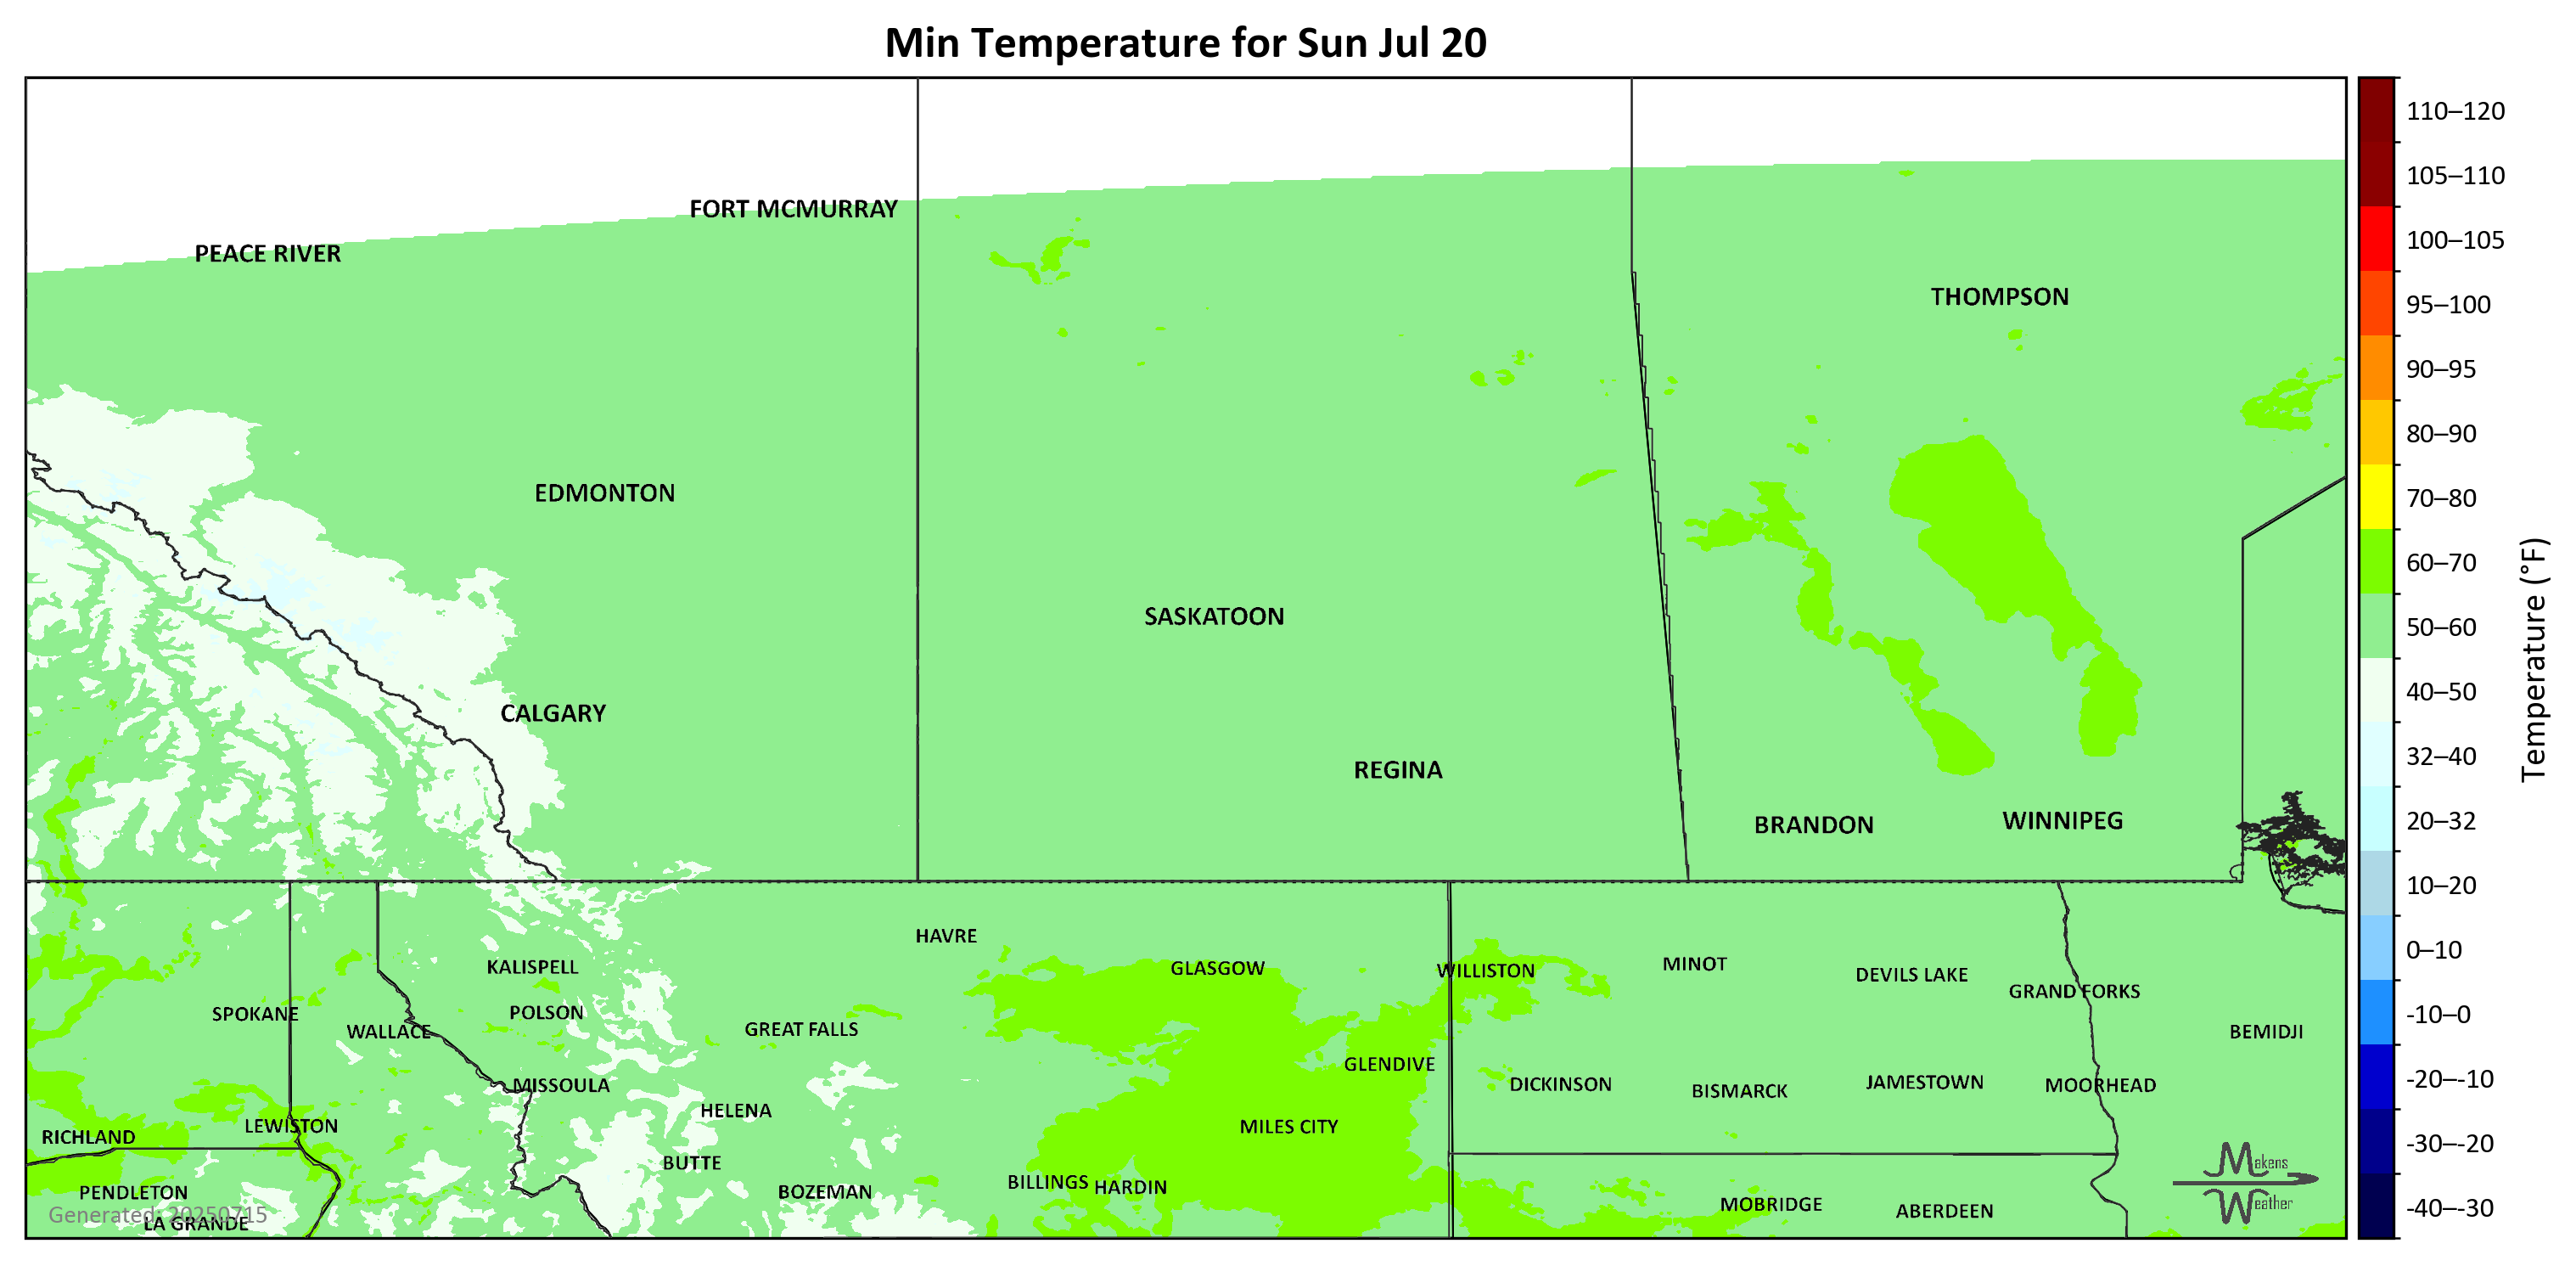 Min Temperature for Sun Jul 20
FORT MCMURRAY
PEACE RIVER
THOMPSON
EDMONTON
SASKATOON
CALGARY
REGINA
BRANDON
WINNIPEG
HAVRE
KALISPELL
GLASGOW
WILLISTON
MINOT
DEVILS LAKE
GRAND FORKS
SPOKANE
POLSON
WALLACE
GREAT FALLS
BEMIDJI
GLENDIVE
MISSOULA
DICKINSON
BISMARCK
JAMESTOWN
MOORHEAD
HELENA
LEWISTON
MILES CITY
RICHLAND
BUTTE
PENDLETON
BOZEMAN
BILLINGS
HARDIN
MOBRIDGE
ABERDEEN
Generated: 20250715
LA GRANDE
Makens
Weather
110–120
105–110
100–105
95–100
90–95
80–90
70–80
60–70
50–60
40–50
32–40
20–32
10–20
0–10
-10–0
-20–-10
-30–-20
-40–-30
Temperature (°F)